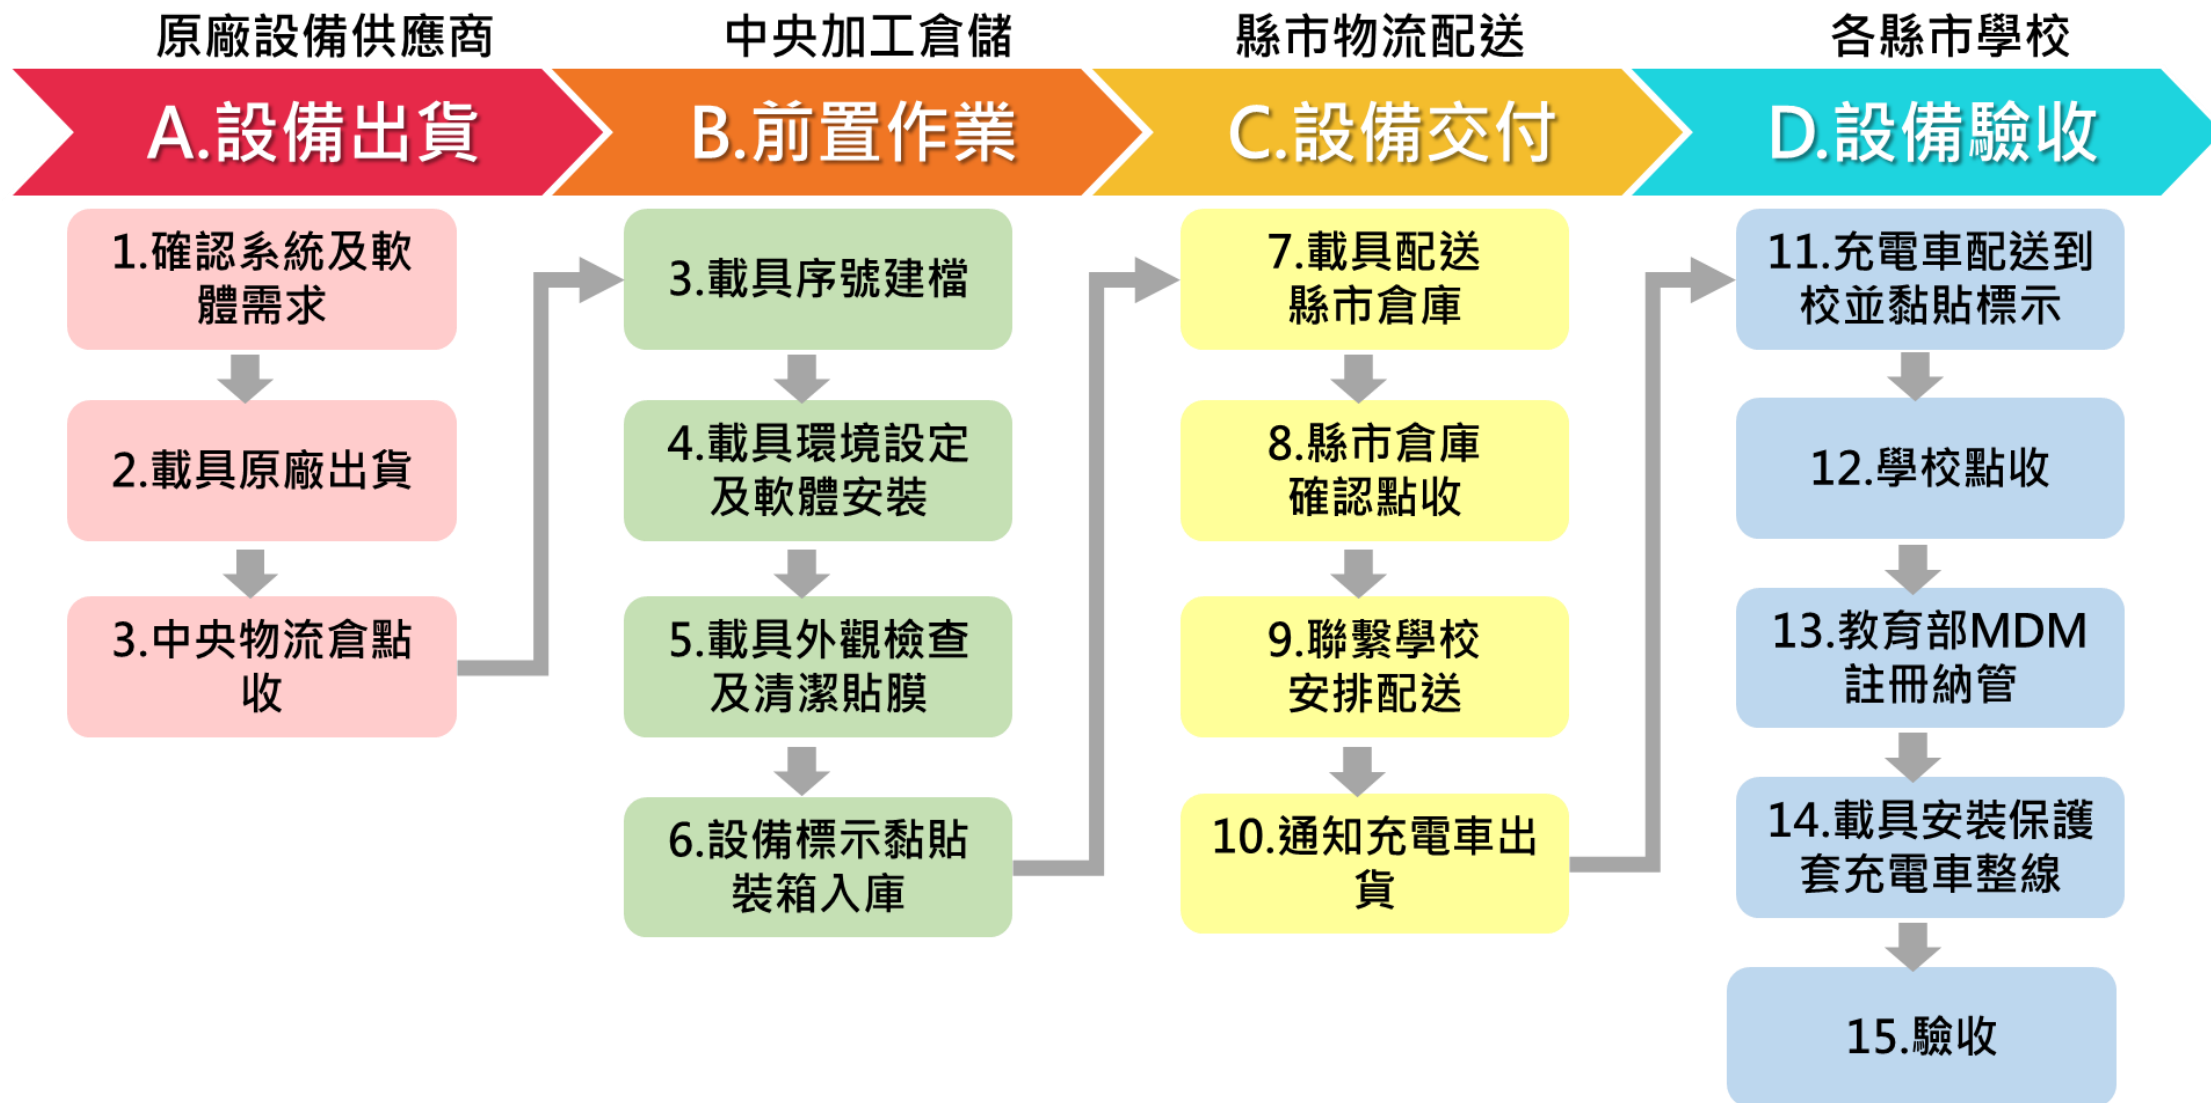 原廠設備供應商
中央加工倉儲
縣市物流配送
各縣市學校
A.設備出貨
B.前置作業
C.設備交付
D.設備驗收
1.確認系統及軟
體需求
2.載具原廠出貨
3.中央物流倉點
收
3.載具序號建檔
4.載具環境設定
及軟體安裝
5.載具外觀檢查
及清潔貼膜
6.設備標示黏貼
裝箱入庫
7.載具配送
縣市倉庫
8.縣市倉庫
確認點收
9.聯繫學校
安排配送
10.通知充電車出
貨
11.充電車配送到
校並黏貼標示
12.學校點收
13.教育部MDM
註冊納管
14.載具安裝保護
套充電車整線
15.驗收